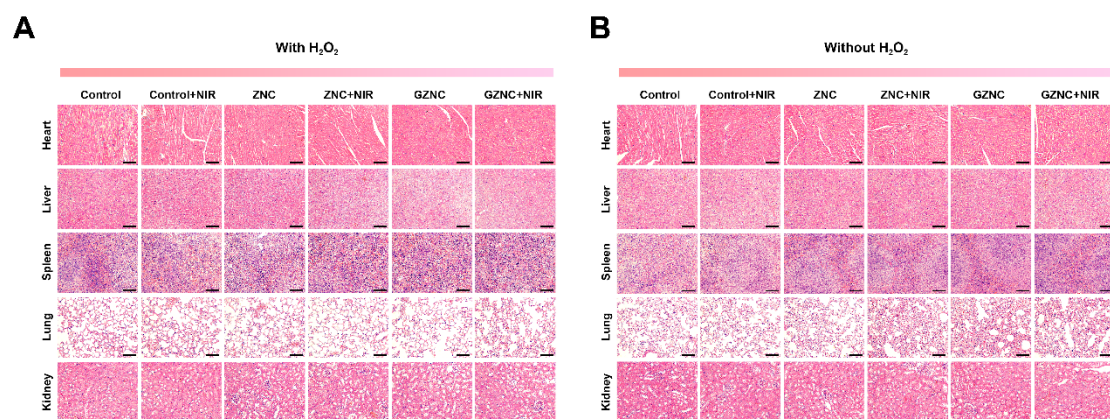 A
With H₂O₂
Control Control+NIR ZNC ZNC+NIR GZNC GZNC+NIR
Heart
Liver
Spleen
Lung
Kidney
B
Without H₂O₂
Control Control+NIR ZNC ZNC+NIR GZNC GZNC+NIR
Heart
Liver
Spleen
Lung
Kidney